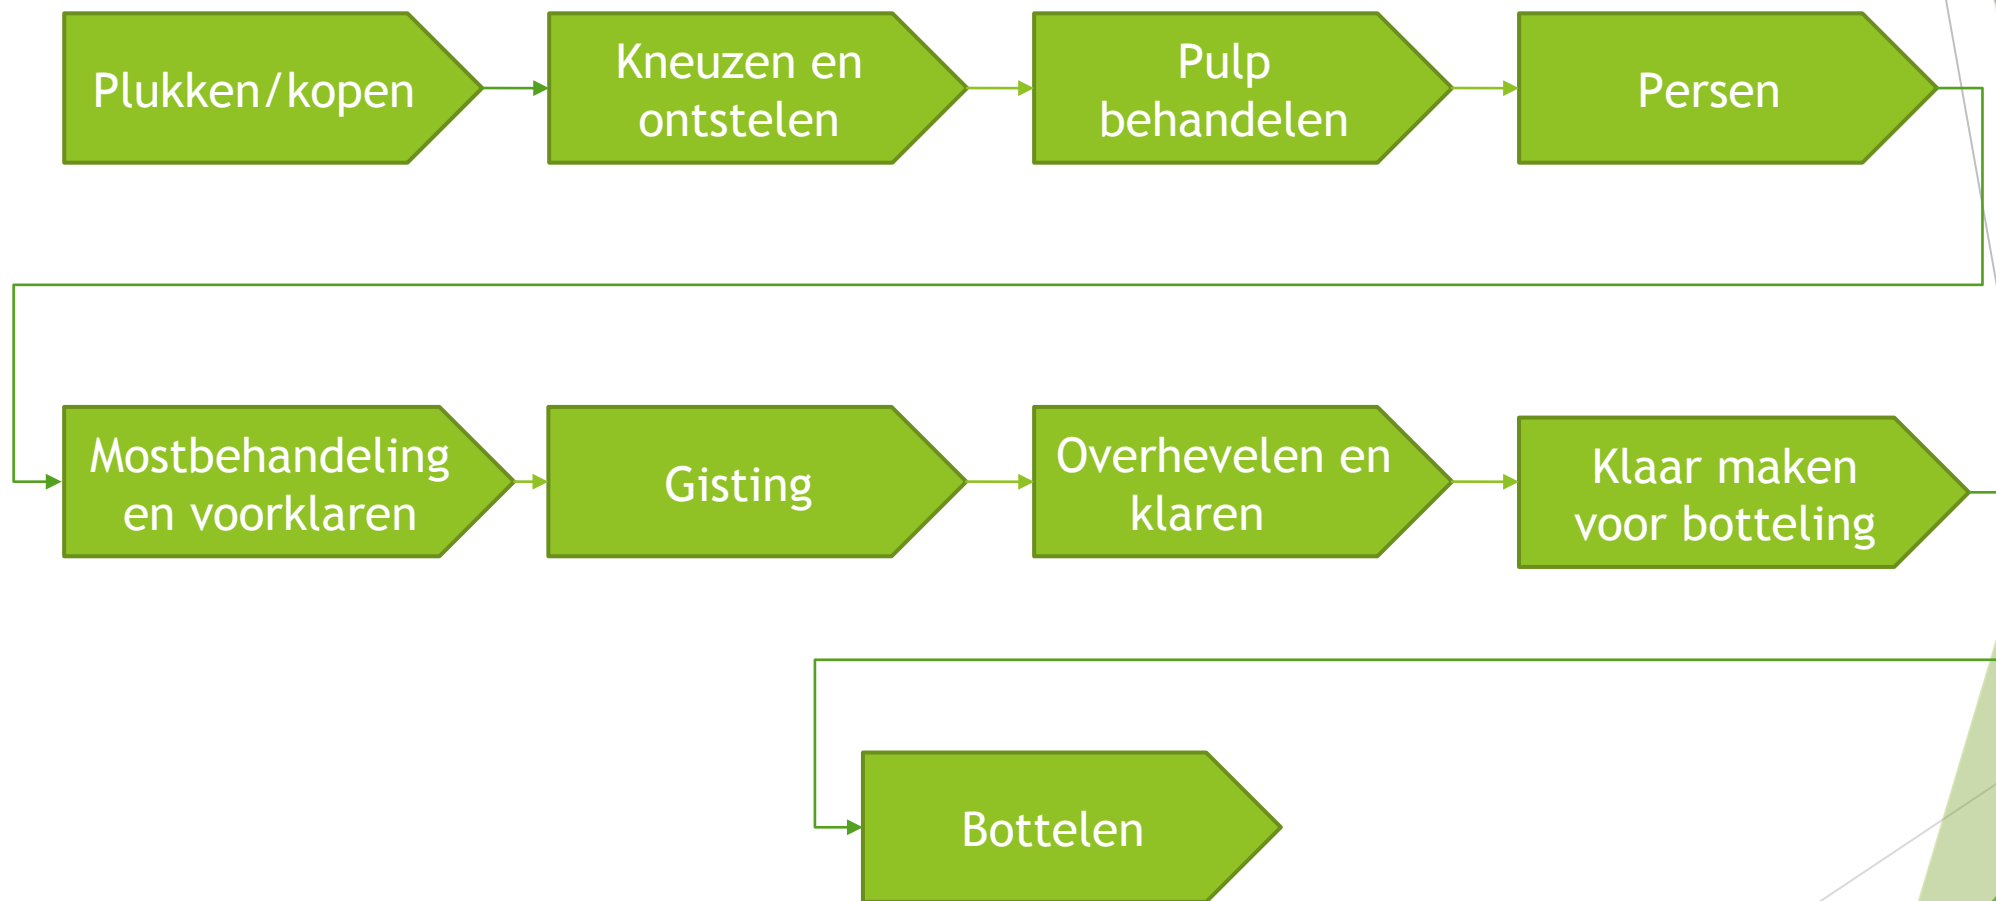 Plukken/kopen
Kneuzen en
ontstelen
Pulp
behandelen
Persen
Mostbehandeling
en voorklaren
Gisting
Overhevelen en
klaren
Klaar maken
voor botteling
Bottelen